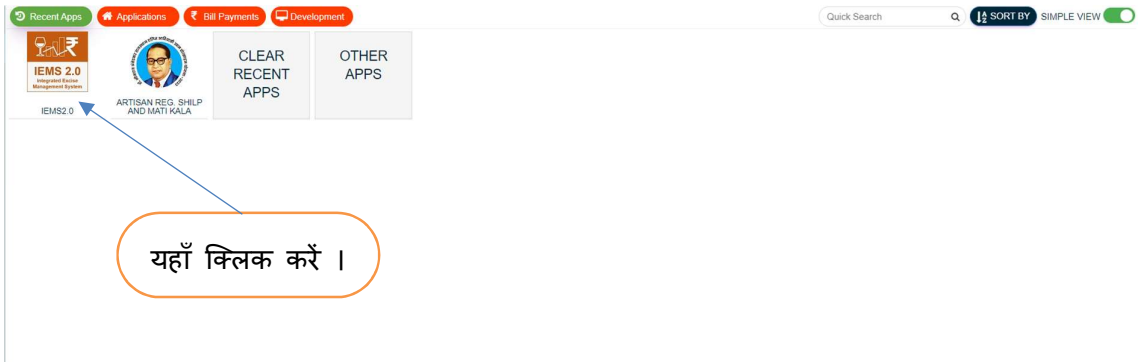 Recent Apps
Applications
₹ Bill Payments
Development
Quick Search
SORT BY
SIMPLE VIEW
IEMS 2.0
Integrated Excise
Management System
IEMS2.0
ARTISAN REG. SHILP
AND MATI KALA
CLEAR
RECENT
APPS
OTHER
APPS
यहाँ क्लिक करें ।